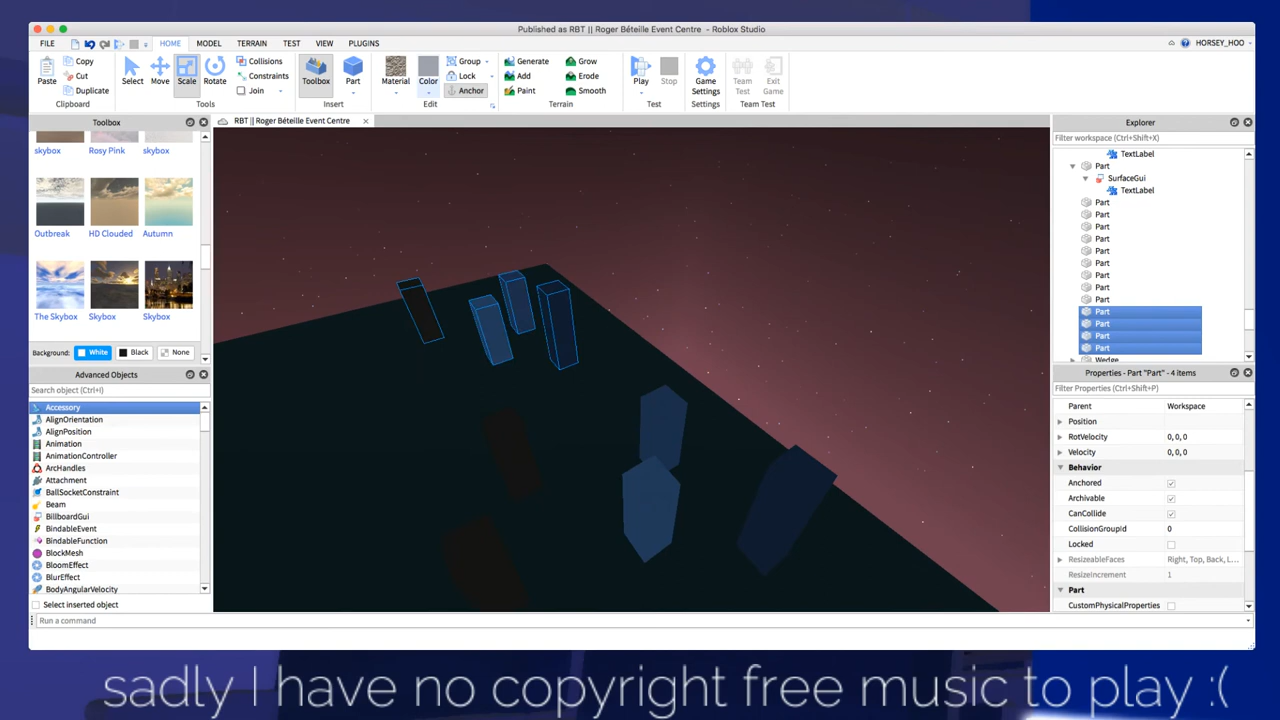 Published as RBT || Roger Béteille Event Centre - Roblox Studio
FILE HOME MODEL TERRAIN TEST VIEW PLUGINS HORSEY_HOO
Paste Copy Cut Duplicate Select Move Scale Rotate Collisions Constraints Join Toolbox Part Material Color Group Lock Anchor Generate Add Paint Grow Erode Smooth Play Stop Game Settings Team Test Exit Game
Clipboard Tools Insert Edit Terrain Test Settings Team Test
Toolbox
skybox Rosy Pink skybox
Outbreak HD Clouded Autumn
The Skybox Skybox Skybox
Background: White Black None
Advanced Objects
Search object (Ctrl+I)
Accessory
AlignOrientation
AlignPosition
Animation
AnimationController
ArcHandles
Attachment
BallSocketConstraint
Beam
BillboardGui
BindableEvent
BindableFunction
BlockMesh
BloomEffect
BlurEffect
BodyAngularVelocity
Select inserted object
Run a command
RBT || Roger Béteille Event Centre
Explorer
Filter workspace (Ctrl+Shift+X)
TextLabel
Part
SurfaceGui
TextLabel
Part
Part
Part
Part
Part
Part
Part
Part
Part
Part
Part
Part
Part
Wedge
Properties - Part "Part" - 4 items
Filter Properties (Ctrl+Shift+P)
Parent Workspace
Position
RotVelocity 0, 0, 0
Velocity 0, 0, 0
Behavior
Anchored
Archivable
CanCollide
CollisionGroupId 0
Locked
ResizeableFaces Right, Top, Back, L...
ResizeIncrement 1
Part
CustomPhysicalProperties
sadly I have no copyright free music to play :(